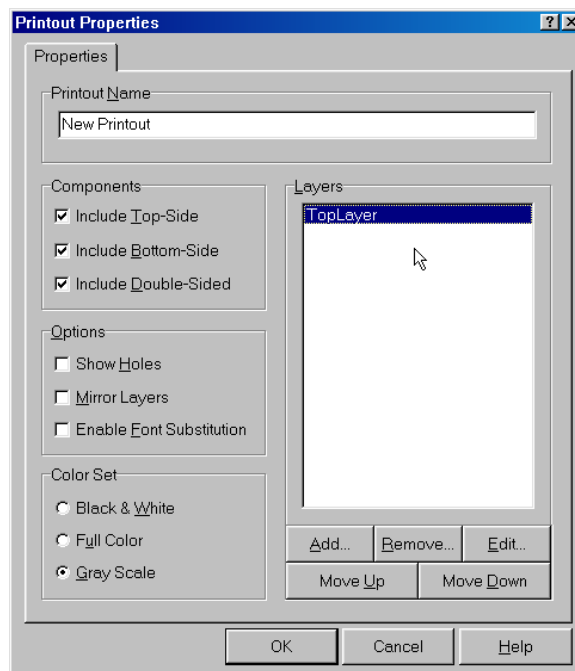 Printout Properties
Properties
Printout Name
New Printout
Components
Include Top-Side
Include Bottom-Side
Include Double-Sided
Options
Show Holes
Mirror Layers
Enable Font Substitution
Color Set
Black & White
Full Color
Gray Scale
Layers
TopLayer
Add... Remove... Edit...
Move Up Move Down
OK Cancel Help